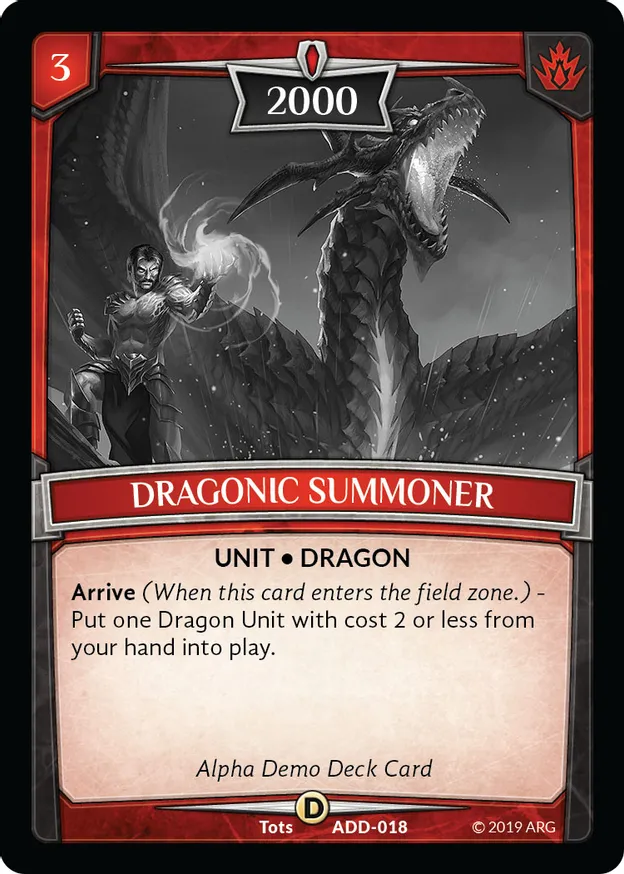 3
2000
DRAGONIC SUMMONER
UNIT • DRAGON
Arrive (When this card enters the field zone.) -
Put one Dragon Unit with cost 2 or less from
your hand into play.
Alpha Demo Deck Card
D
Tots ADD-018 © 2019 ARG